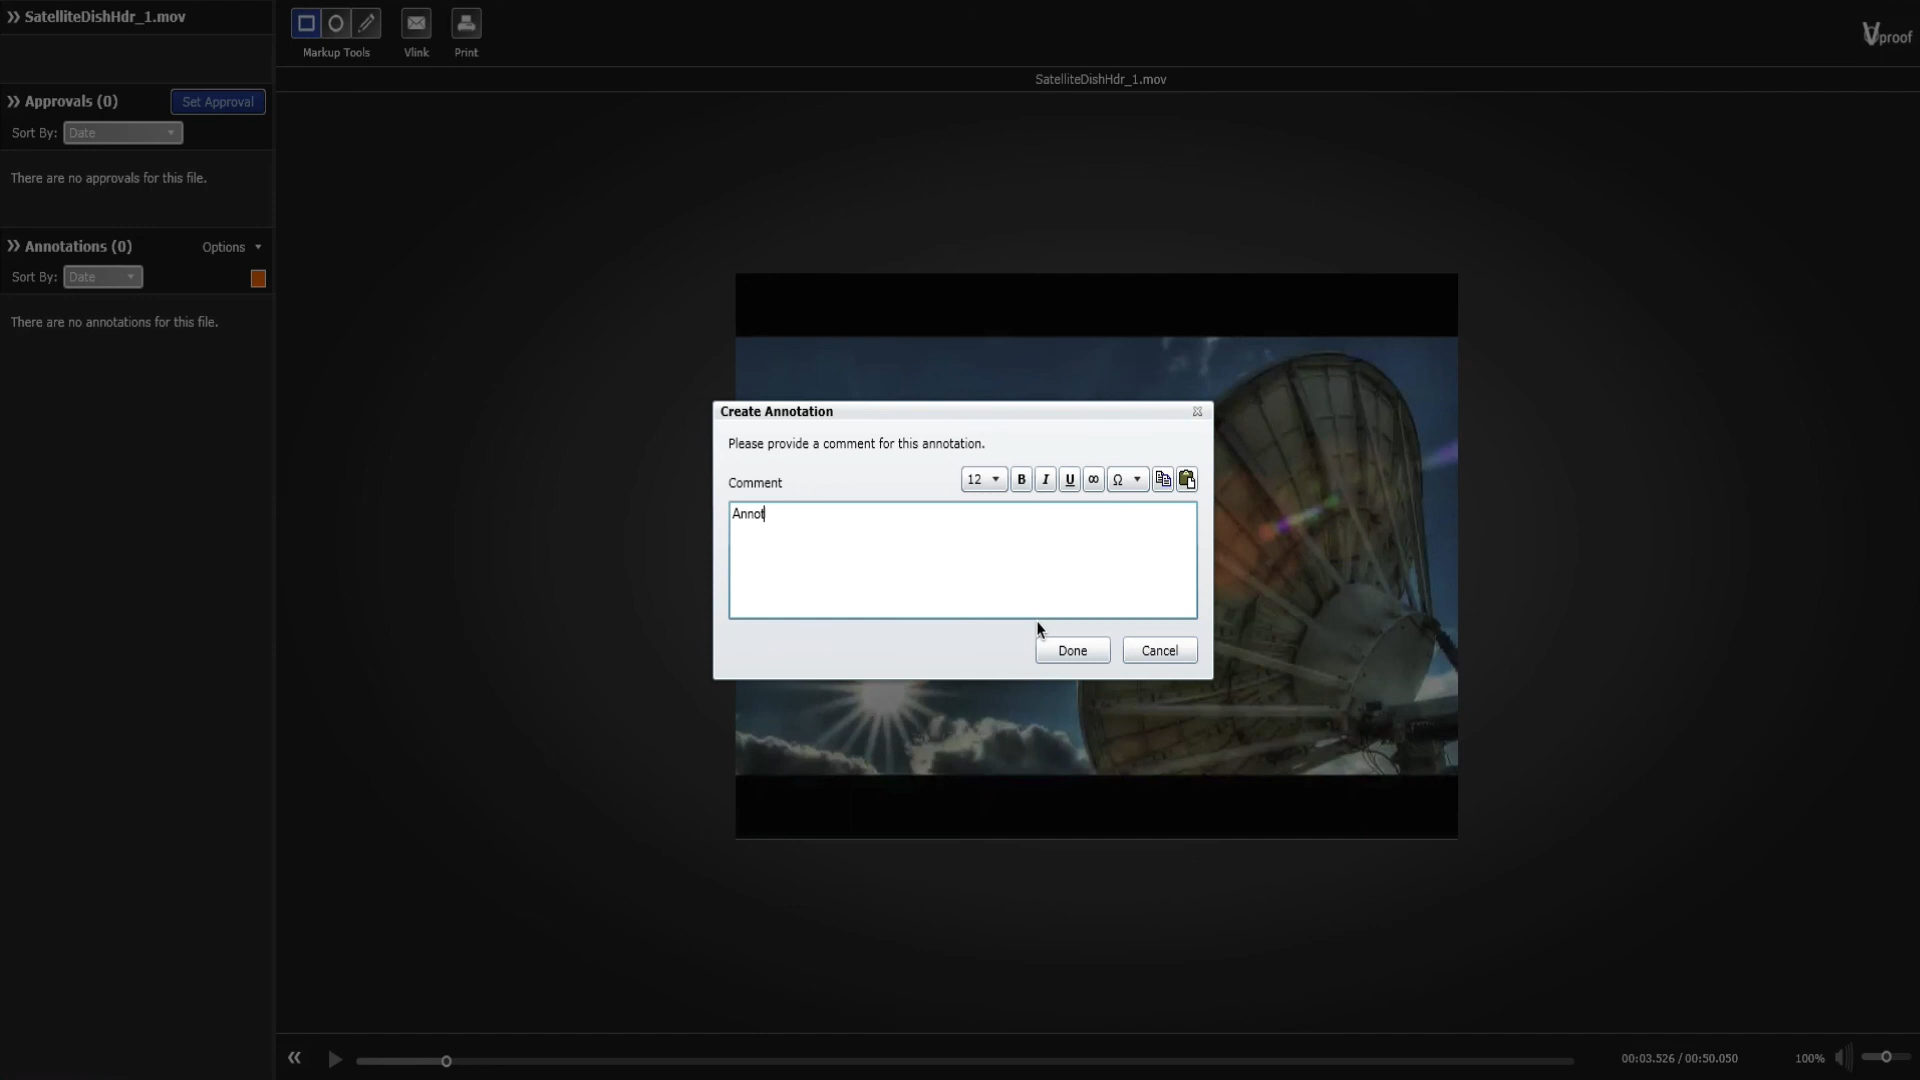 SatelliteDishHdr_1.mov
Markup Tools
Vlink
Print
Vproof
SatelliteDishHdr_1.mov
Approvals (0)
Set Approval
Sort By: Date
There are no approvals for this file.
Annotations (0)
Options
Sort By: Date
There are no annotations for this file.
Create Annotation
Please provide a comment for this annotation.
Comment
12 B I U ∞ Ω
Annot
Done
Cancel
00:03.526 / 00:50.050
100%